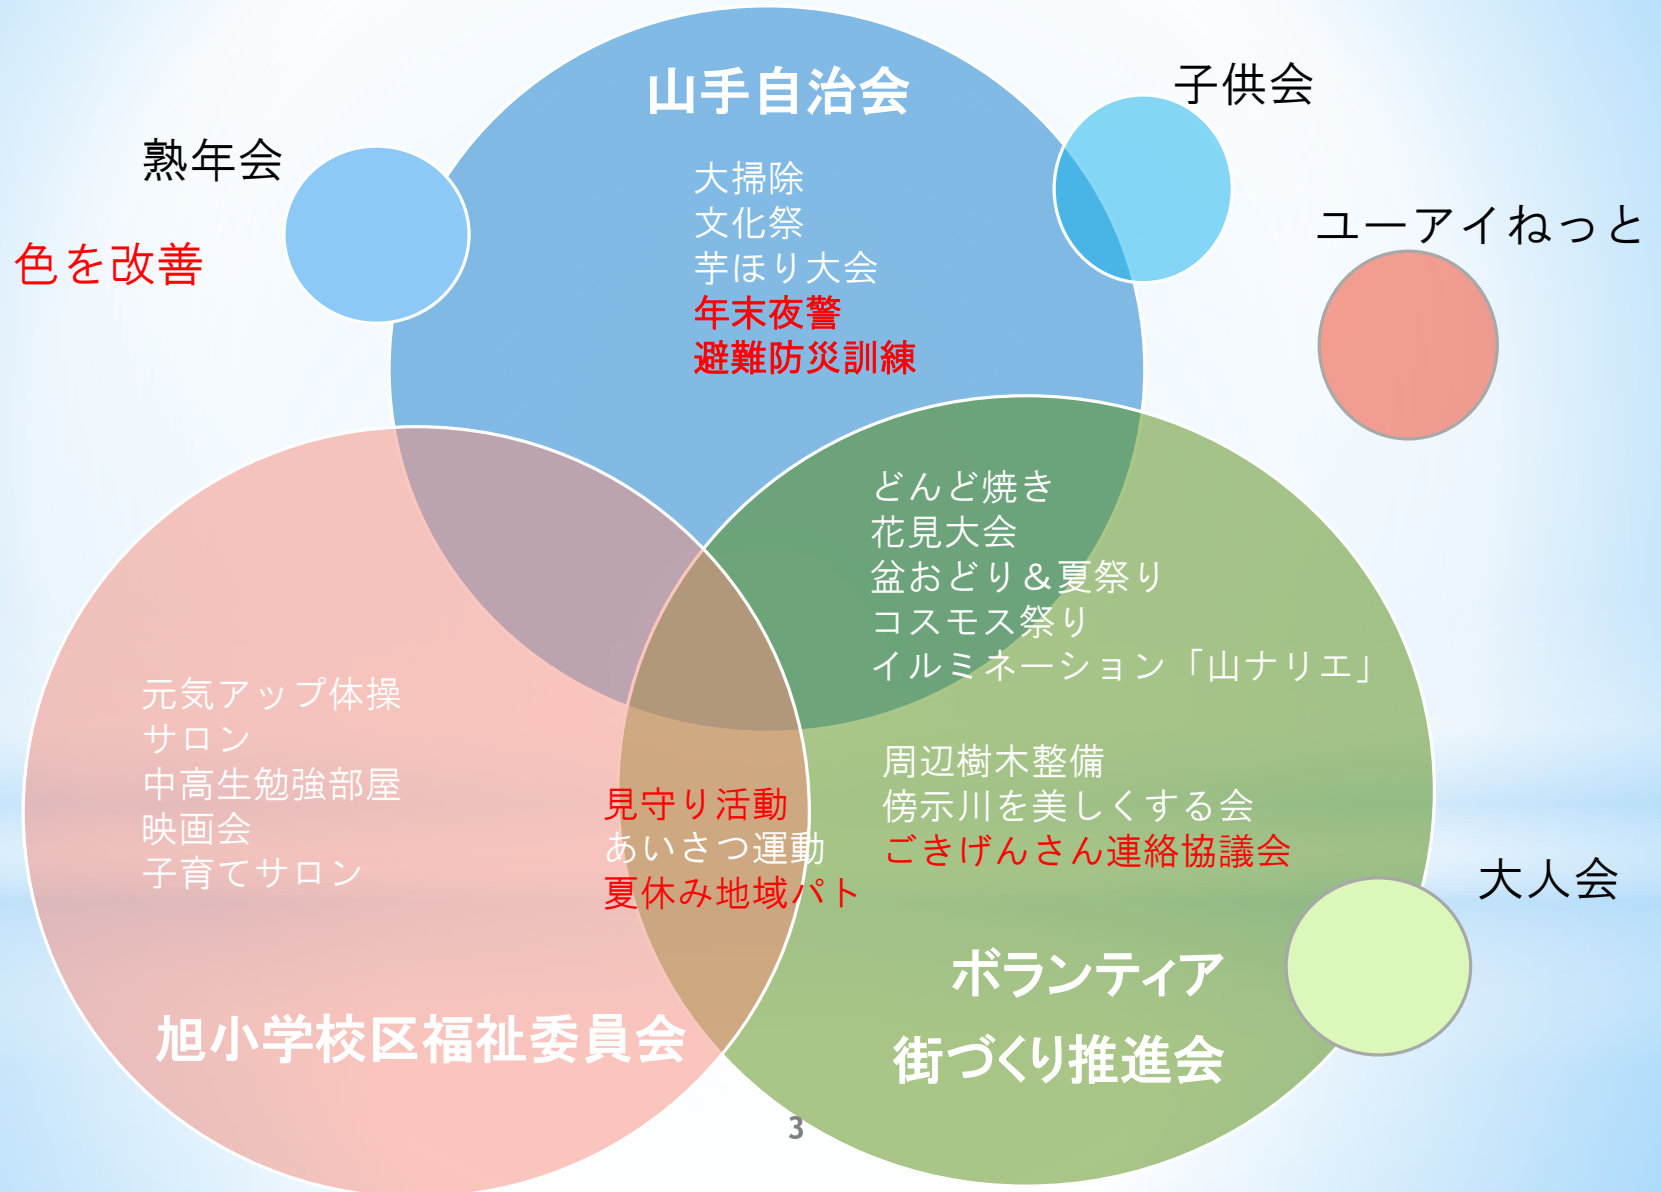 山手自治会
子供会
熟年会
ユーアイねっと
色を改善
大掃除
文化祭
芋ほり大会
年末夜警
避難防災訓練
どんど焼き
花見大会
盆おどり＆夏祭り
コスモス祭り
イルミネーション「山ナリエ」
元気アップ体操
サロン
中高生勉強部屋
映画会
子育てサロン
見守り活動
あいさつ運動
夏休み地域パト
周辺樹木整備
傍示川を美しくする会
ごきげんさん連絡協議会
大人会
ボランティア
街づくり推進会
旭小学校区福祉委員会
3